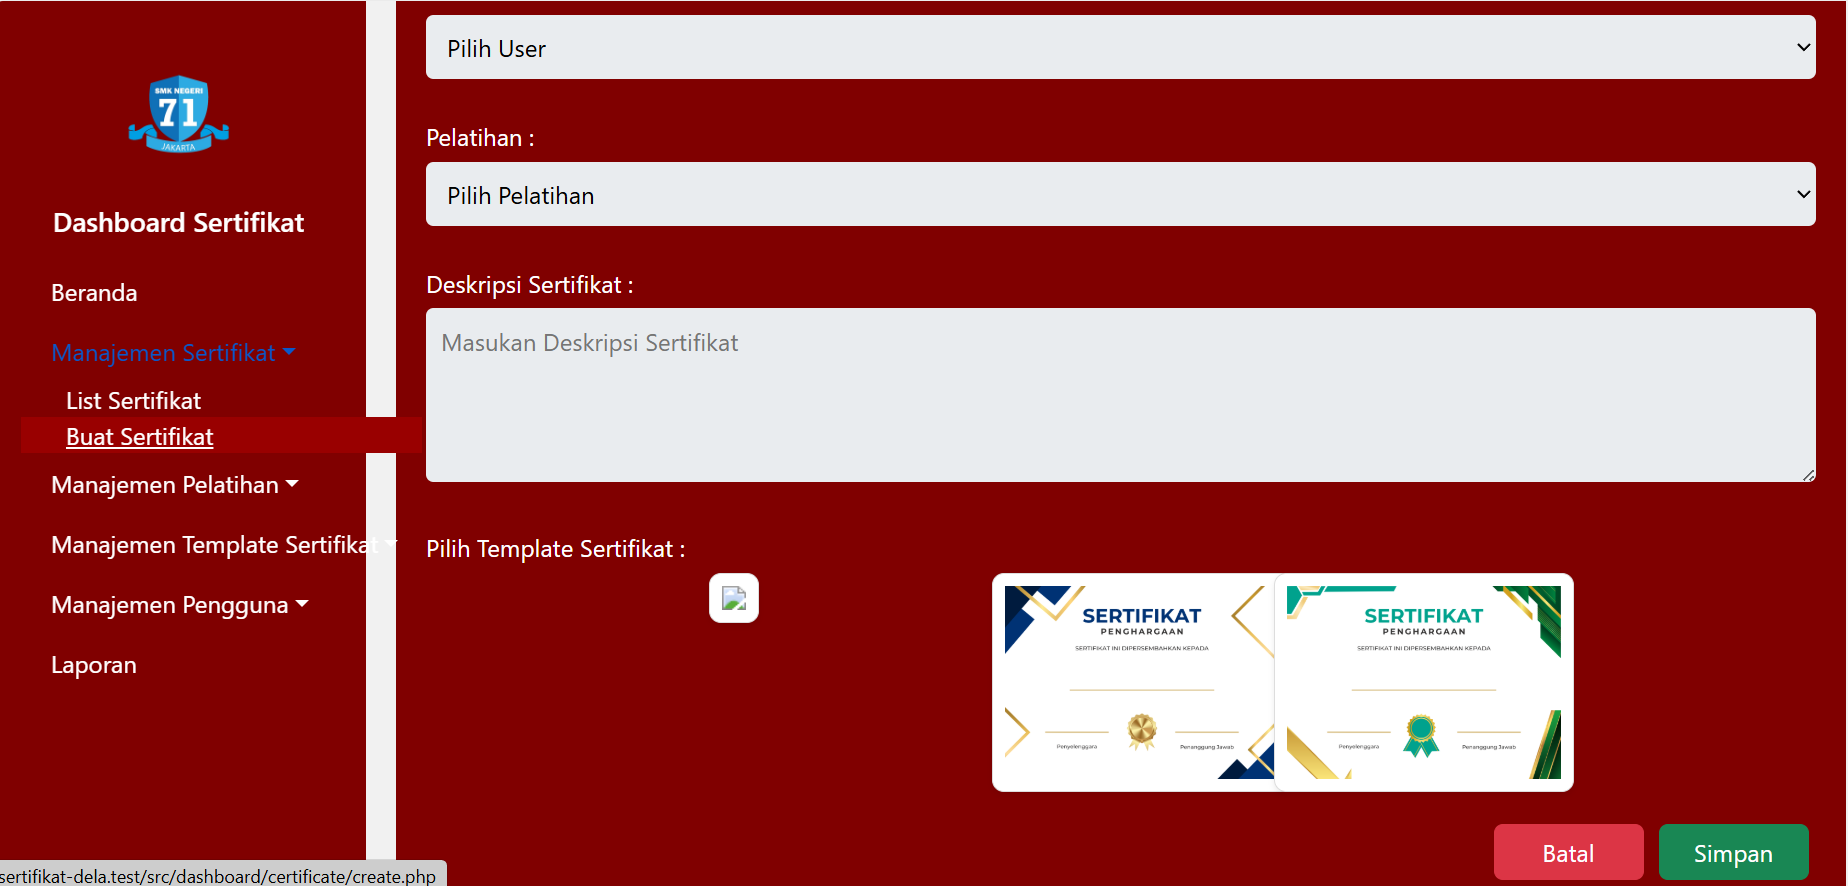 SMK NEGERI
71
JAKARTA
Dashboard Sertifikat
Beranda
Manajemen Sertifikat
List Sertifikat
Buat Sertifikat
Manajemen Pelatihan
Manajemen Template Sertifikat
Manajemen Pengguna
Laporan
Pilih User
Pelatihan :
Pilih Pelatihan
Deskripsi Sertifikat :
Masukan Deskripsi Sertifikat
Pilih Template Sertifikat :
SERTIFIKAT
PENGHARGAAN
SERTIFIKAT INI DIPERSEMBAHKAN KEPADA
Penyelenggara
Penanggung Jawab
SERTIFIKAT
PENGHARGAAN
SERTIFIKAT INI DIPERSEMBAHKAN KEPADA
Penyelenggara
Penanggung Jawab
Batal
Simpan
sertifikat-dela.test/src/dashboard/certificate/create.php